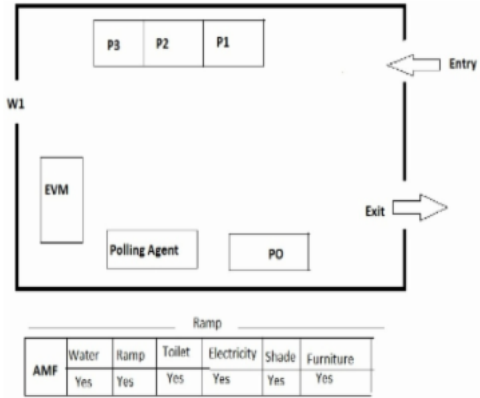 P3 P2 P1
Entry
W1
EVM
Exit
Polling Agent
PO
Ramp
AMF Water Ramp Toilet Electricity Shade Furniture
Yes Yes Yes Yes Yes Yes